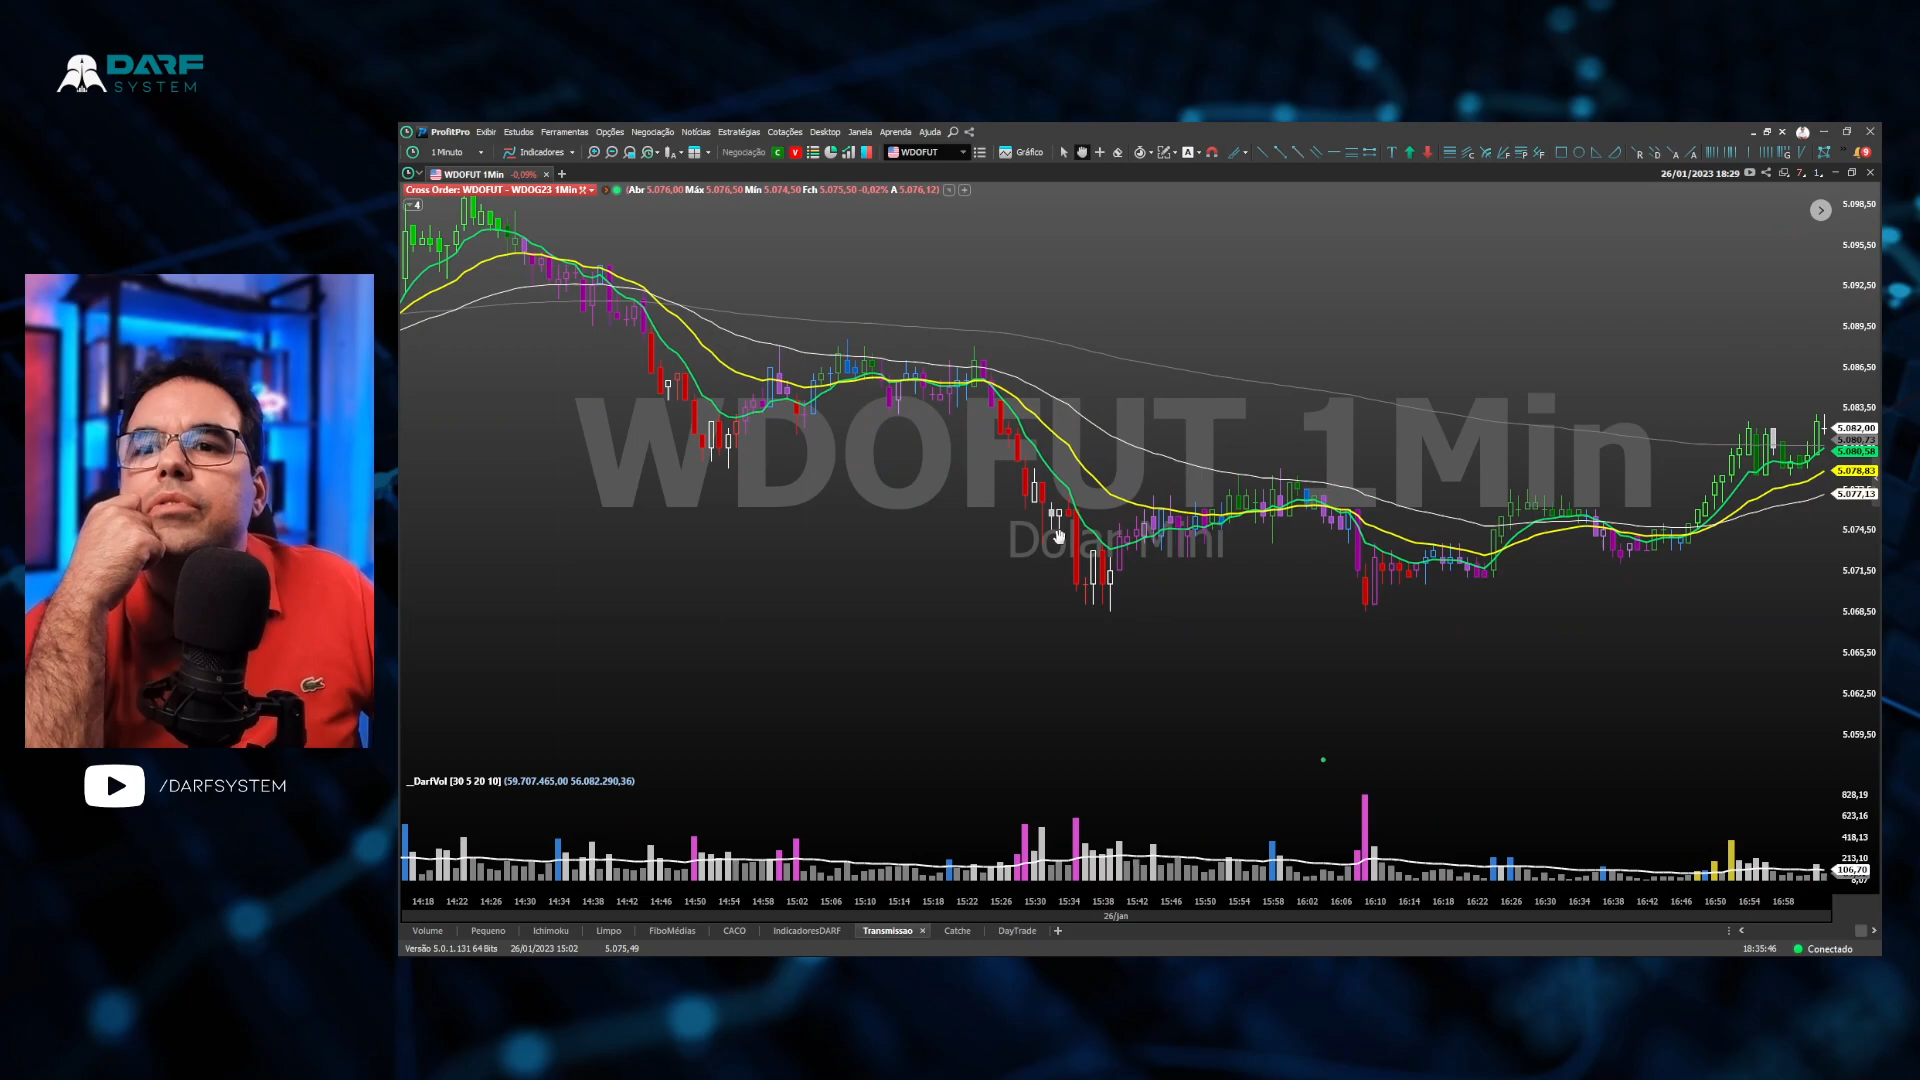 DARF
SYSTEM
ProfitPro Exibir Estudos Ferramentas Opções Negociação Notícias Estratégias Cotações Desktop Janela Aprenda Ajuda
1 Minuto Indicadores Negociação C V WDOFUT Gráfico 9
WDOFUT 1Min -0,09% 26/01/2023 18:29
Cross Order: WDOFUT - WDOG23 1Min (Abr 5.076,00 Máx 5.076,50 Mín 5.074,50 Fch 5.075,50 -0,02% A 5.076,12)
4
5.098,50
5.095,50
5.092,50
5.089,50
5.086,50
5.083,50
5.082,00
5.080,73
5.080,58
5.078,83
5.077,13
5.074,50
5.071,50
5.068,50
5.065,50
5.062,50
5.059,50
WDOFUT 1Min
Dolar Mini
__DarfVol [30 5 20 10] (59.707.465,00 56.082.290,36)
828,19
623,16
418,13
213,10
106,70
14:18 14:22 14:26 14:30 14:34 14:38 14:42 14:46 14:50 14:54 14:58 15:02 15:06 15:10 15:14 15:18 15:22 15:26 15:30 15:34 15:38 15:42 15:46 15:50 15:54 15:58 16:02 16:06 16:10 16:14 16:18 16:22 16:26 16:30 16:34 16:38 16:42 16:46 16:50 16:54 16:58
26/jan
Volume Pequeno Ichimoku Limpo FiboMédias CACO IndicadoresDARF Transmissao Catche DayTrade
Versão 5.0.1.131 64 Bits 26/01/2023 15:02 5.075,49 18:35:46 Conectado
/DARFSYSTEM